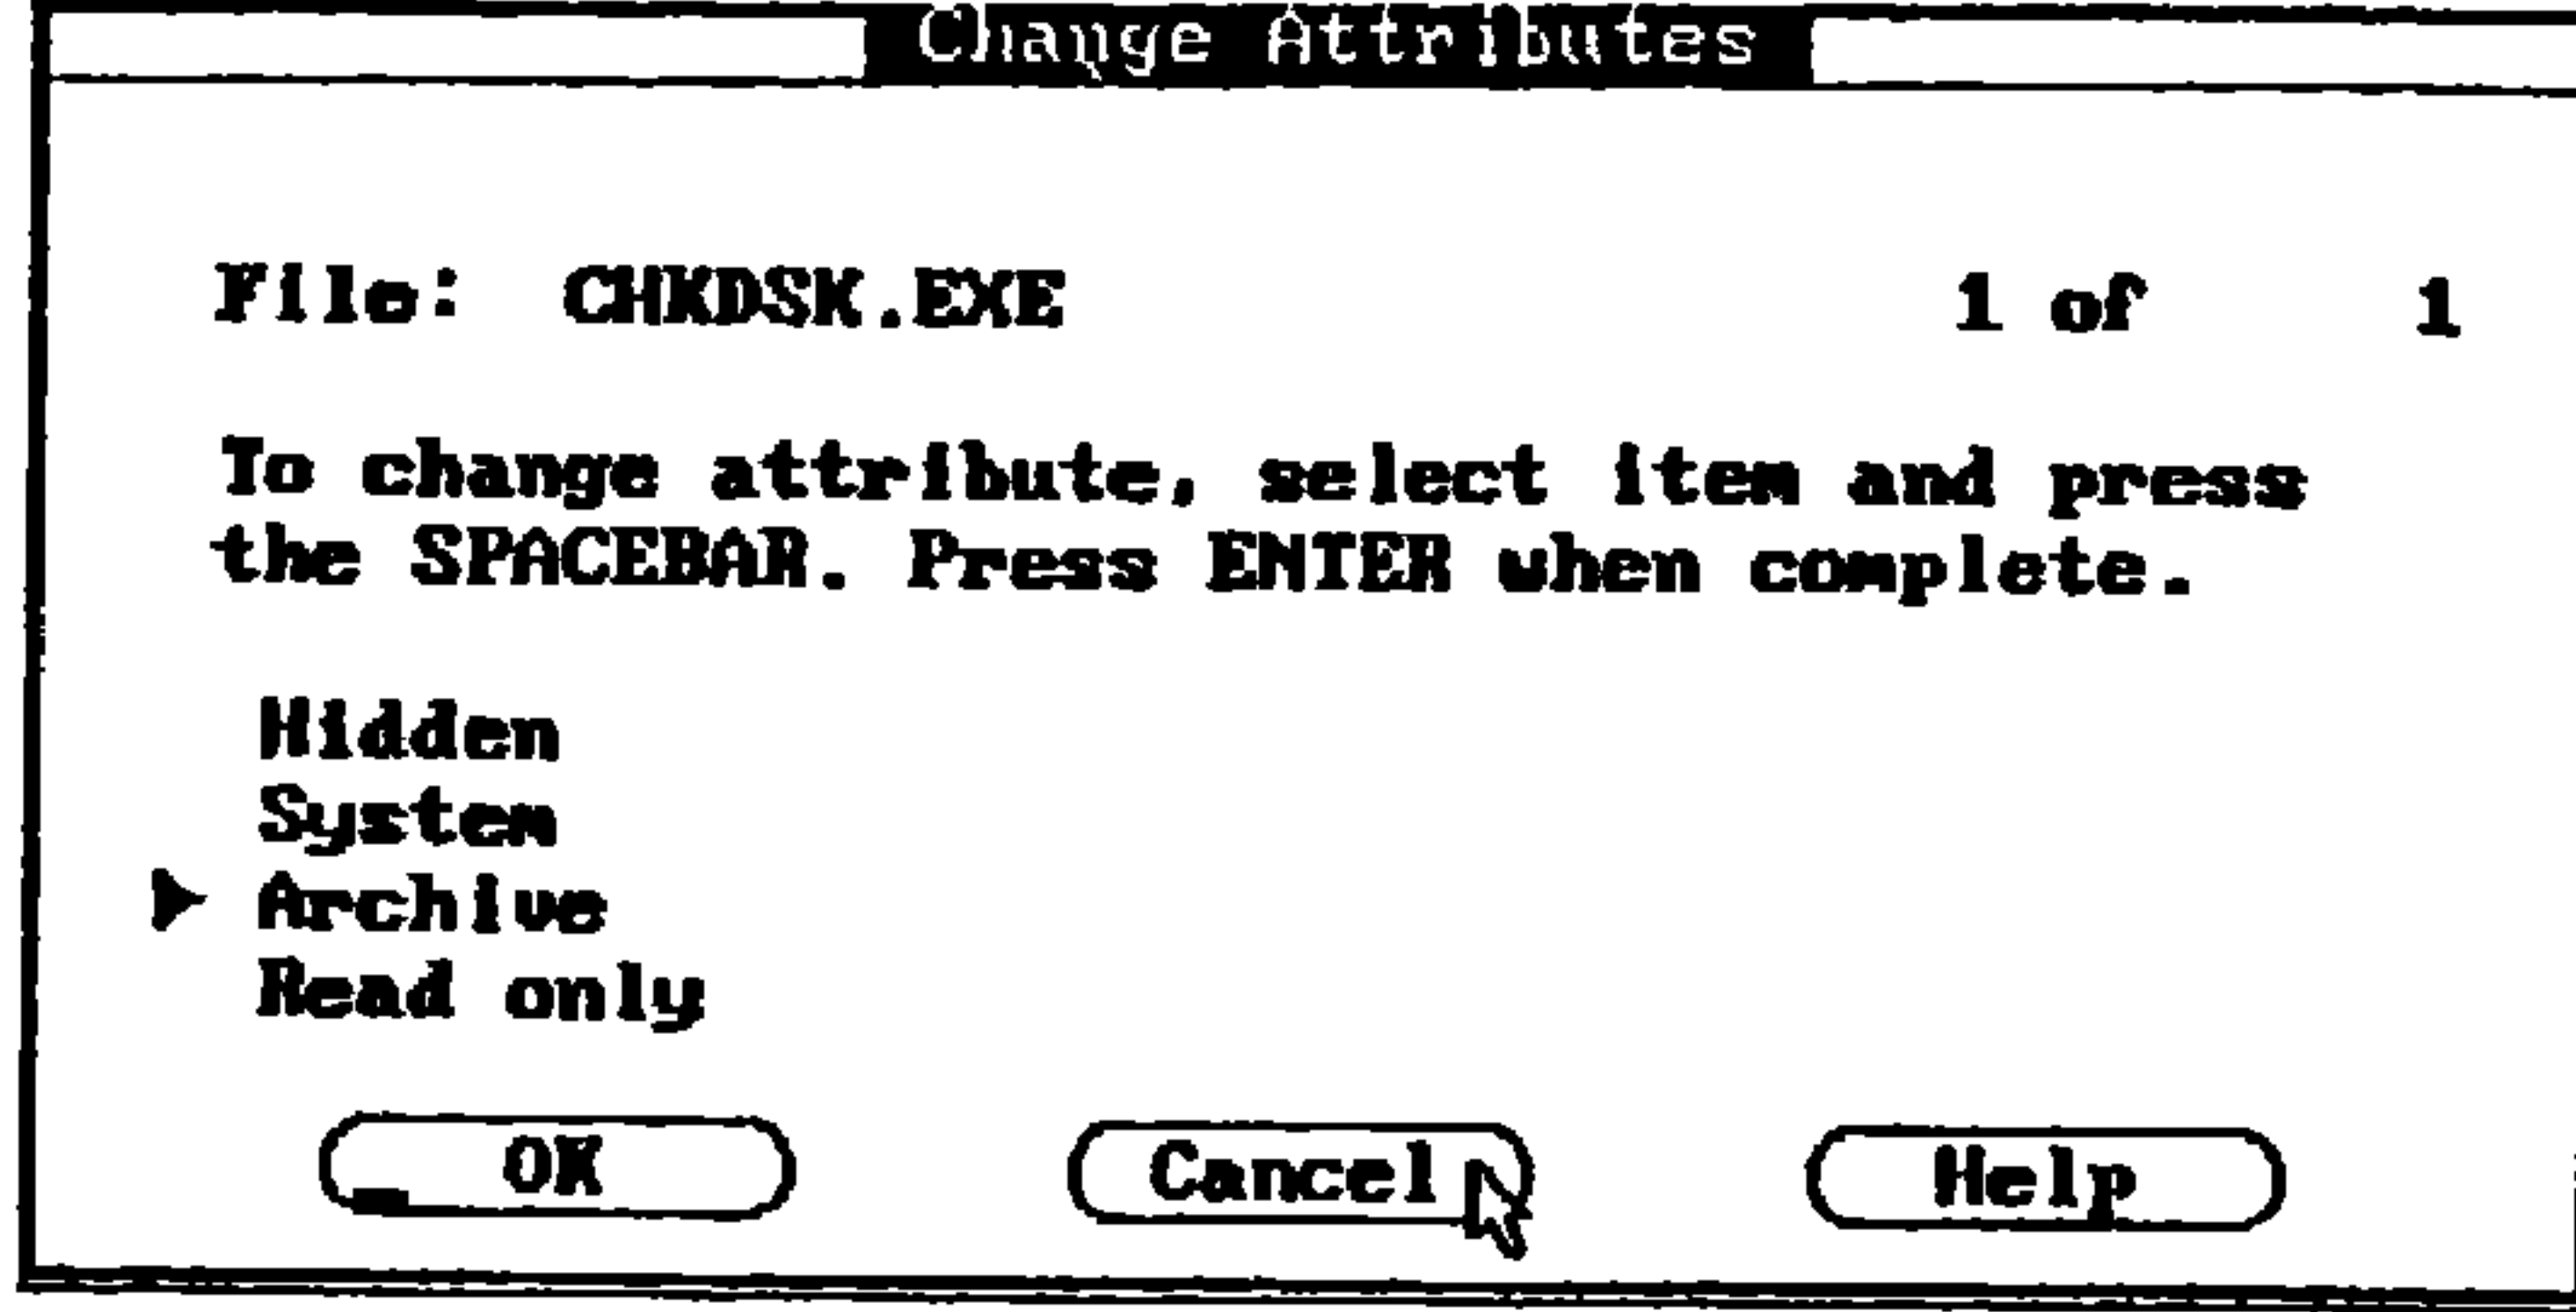 Change Attributes
File: CHKDSK.EXE 1 of 1
To change attribute, select item and press
the SPACEBAR. Press ENTER when complete.
Hidden
System
Archive
Read only
OK Cancel Help